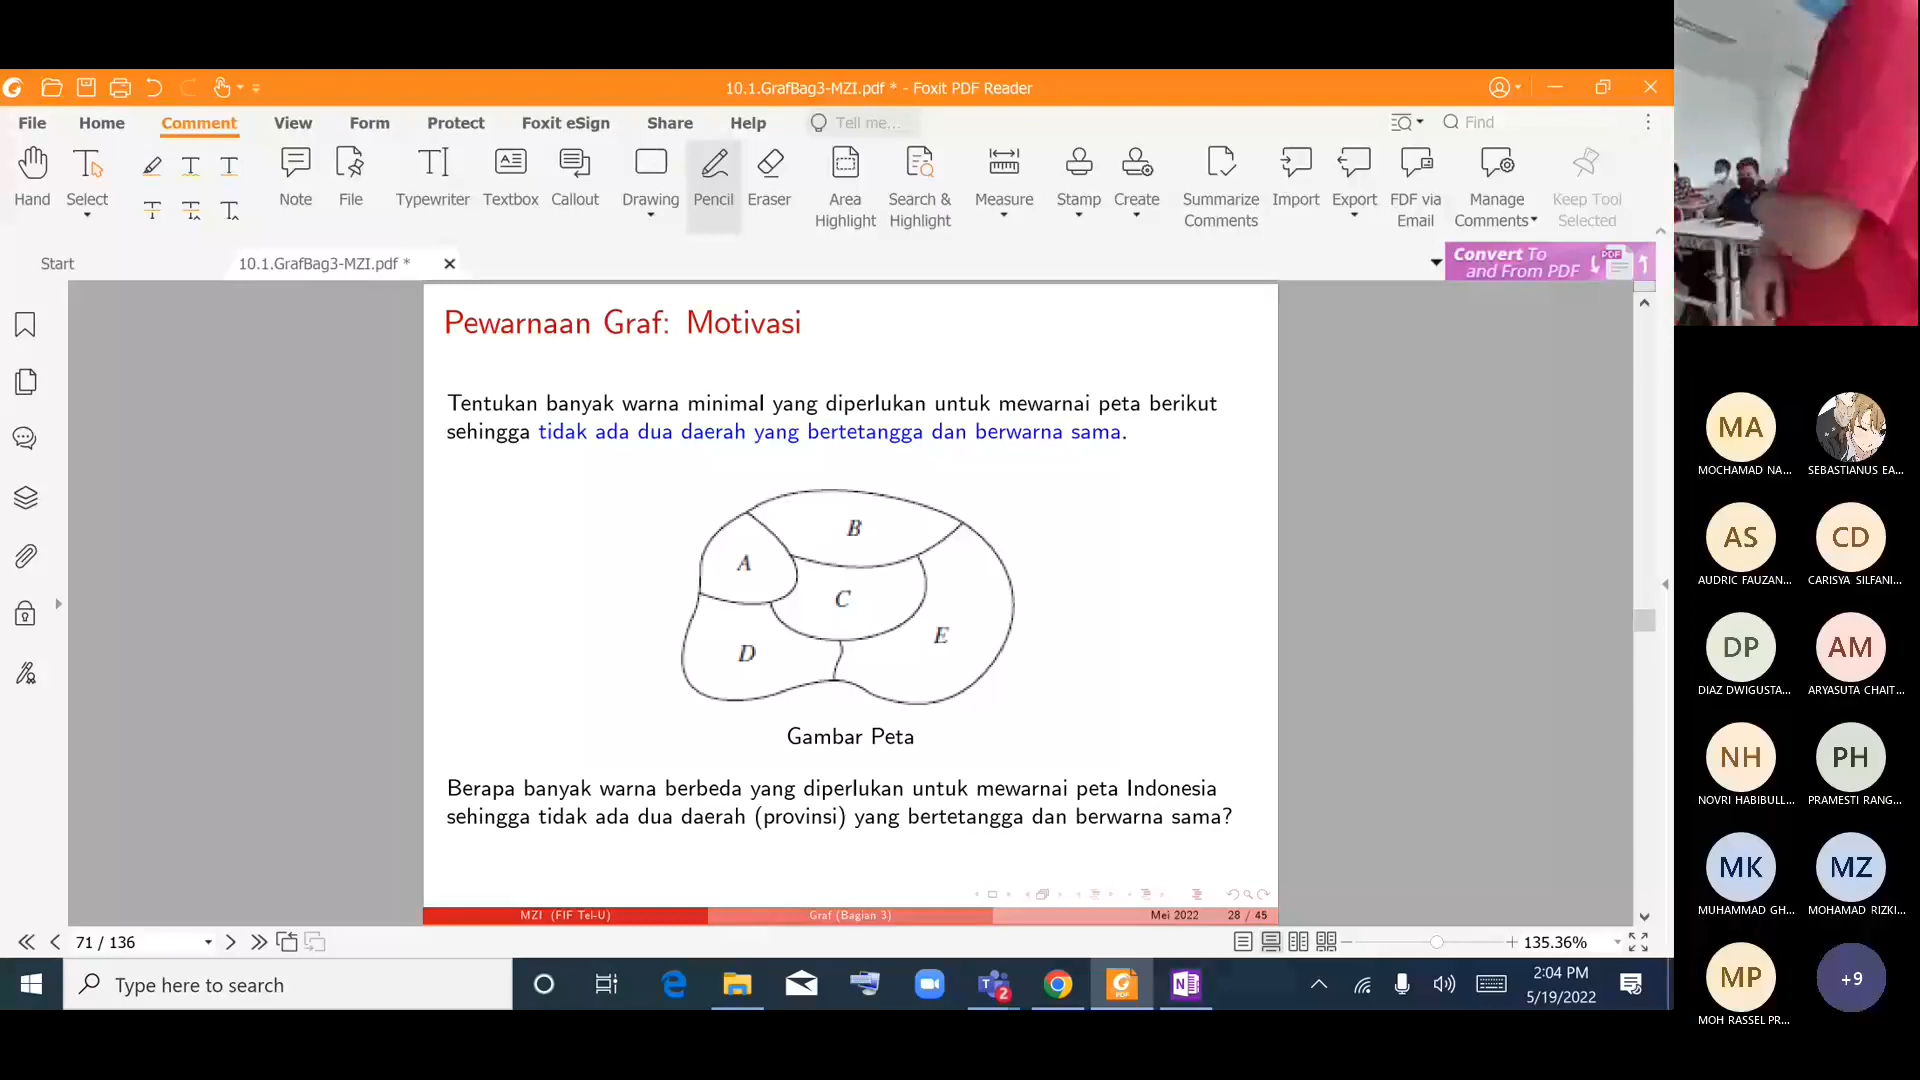 10.1.GrafBag3-MZI.pdf * - Foxit PDF Reader
File Home Comment View Form Protect Foxit eSign Share Help Tell me... Find
Hand Select Note File Typewriter Textbox Callout Drawing Pencil Eraser Area Highlight Search & Highlight Measure Stamp Create Summarize Comments Import Export FDF via Email Manage Comments Keep Tool Selected
Start 10.1.GrafBag3-MZI.pdf *
Convert To
and From PDF
PDF
Pewarnaan Graf: Motivasi
Tentukan banyak warna minimal yang diperlukan untuk mewarnai peta berikut
sehingga tidak ada dua daerah yang bertetangga dan berwarna sama.
B
A
C
E
D
Gambar Peta
Berapa banyak warna berbeda yang diperlukan untuk mewarnai peta Indonesia
sehingga tidak ada dua daerah (provinsi) yang bertetangga dan berwarna sama?
MZI (FIF Tel-U) Graf (Bagian 3) Mei 2022 28 / 45
71 / 136 135.36%
Type here to search
2
2:04 PM
5/19/2022
MA
MOCHAMAD NA... SEBASTIANUS EA...
AS CD
AUDRIC FAUZAN... CARISYA SILFANI...
DP AM
DIAZ DWIGUSTA... ARYASUTA CHAIT...
NH PH
NOVRI HABIBULL... PRAMESTI RANG...
MK MZ
MUHAMMAD GH... MOHAMAD RIZKI...
MP +9
MOH RASSEL PR...